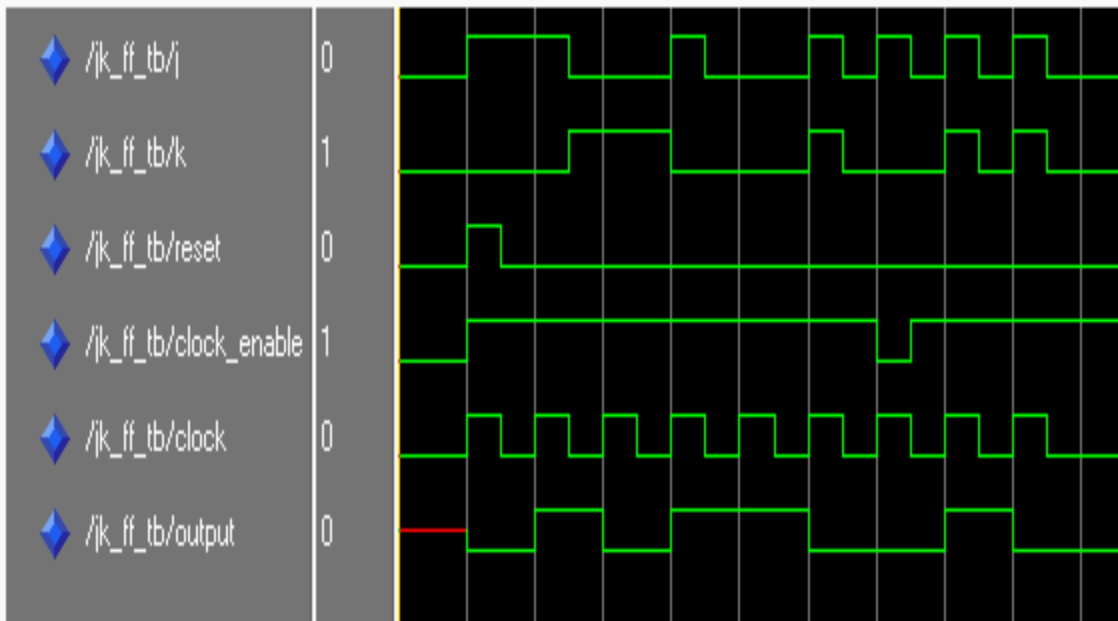 /jk_ff_tb/j 0
/jk_ff_tb/k 1
/jk_ff_tb/reset 0
/jk_ff_tb/clock_enable 1
/jk_ff_tb/clock 0
/jk_ff_tb/output 0